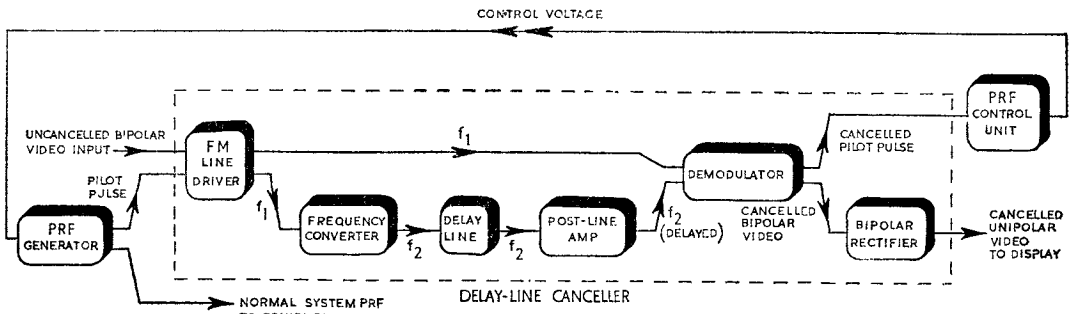 CONTROL VOLTAGE
PRF
CONTROL
UNIT
UNCANCELLED BIPOLAR
VIDEO INPUT
FM
LINE
DRIVER
f1
CANCELLED
PILOT PULSE
DEMODULATOR
PILOT
PULSE
f1
PRF
GENERATOR
FREQUENCY
CONVERTER
f2
DELAY
LINE
f2
POST-LINE
AMP
f2
(DELAYED)
CANCELLED
BIPOLAR
VIDEO
BIPOLAR
RECTIFIER
CANCELLED
UNIPOLAR
VIDEO
TO DISPLAY
DELAY-LINE CANCELLER
NORMAL SYSTEM PRF